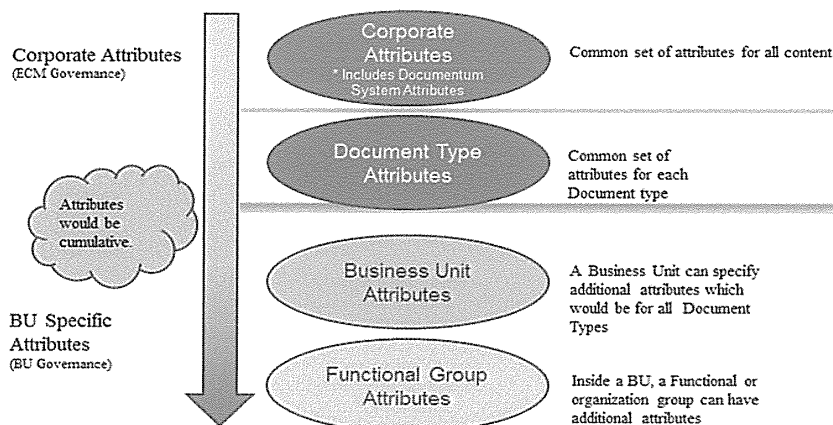 Corporate Attributes
(ECM Governance)
Corporate
Attributes
* Includes Documentum
System Attributes
Common set of attributes for all content
Document Type
Attributes
Common set of
attributes for each
Document type
Attributes
would be
cumulative.
Business Unit
Attributes
A Business Unit can specify
additional attributes which
would be for all Document
Types
BU Specific
Attributes
(BU Governance)
Functional Group
Attributes
Inside a BU, a Functional or
organization group can have
additional attributes